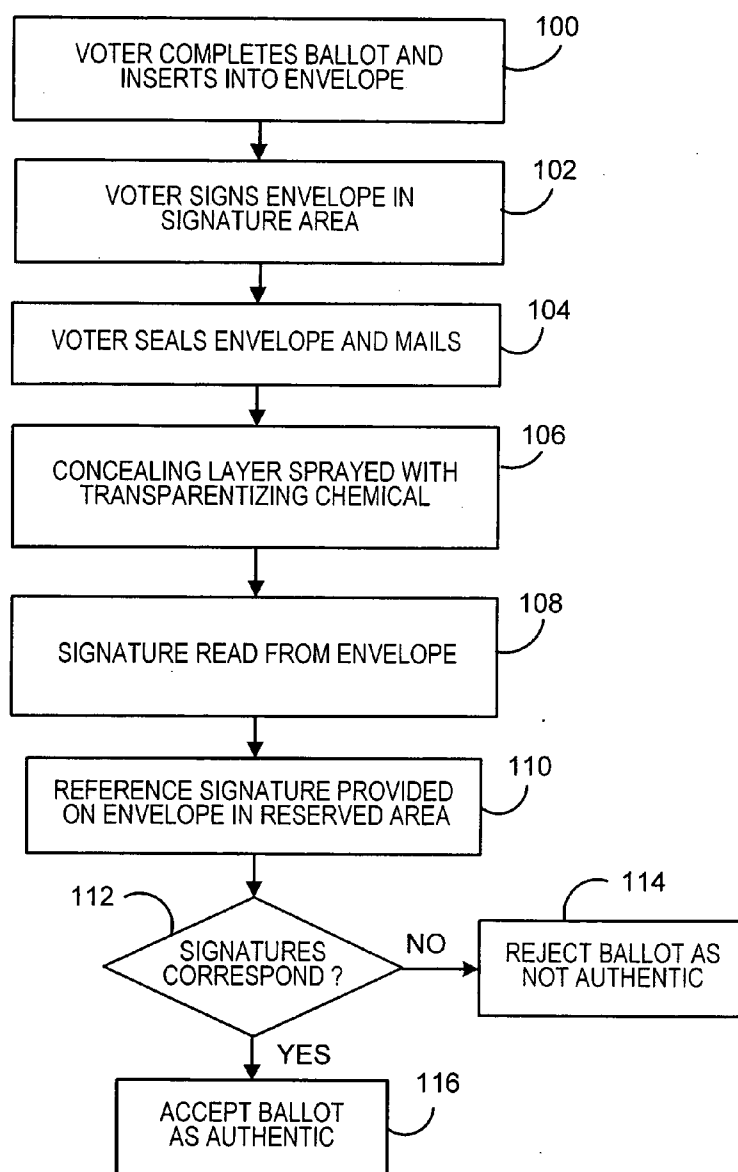 100
VOTER COMPLETES BALLOT AND
INSERTS INTO ENVELOPE
102
VOTER SIGNS ENVELOPE IN
SIGNATURE AREA
104
VOTER SEALS ENVELOPE AND MAILS
106
CONCEALING LAYER SPRAYED WITH
TRANSPARENTIZING CHEMICAL
108
SIGNATURE READ FROM ENVELOPE
110
REFERENCE SIGNATURE PROVIDED
ON ENVELOPE IN RESERVED AREA
112
SIGNATURES
CORRESPOND ?
NO
114
REJECT BALLOT AS
NOT AUTHENTIC
YES
116
ACCEPT BALLOT
AS AUTHENTIC